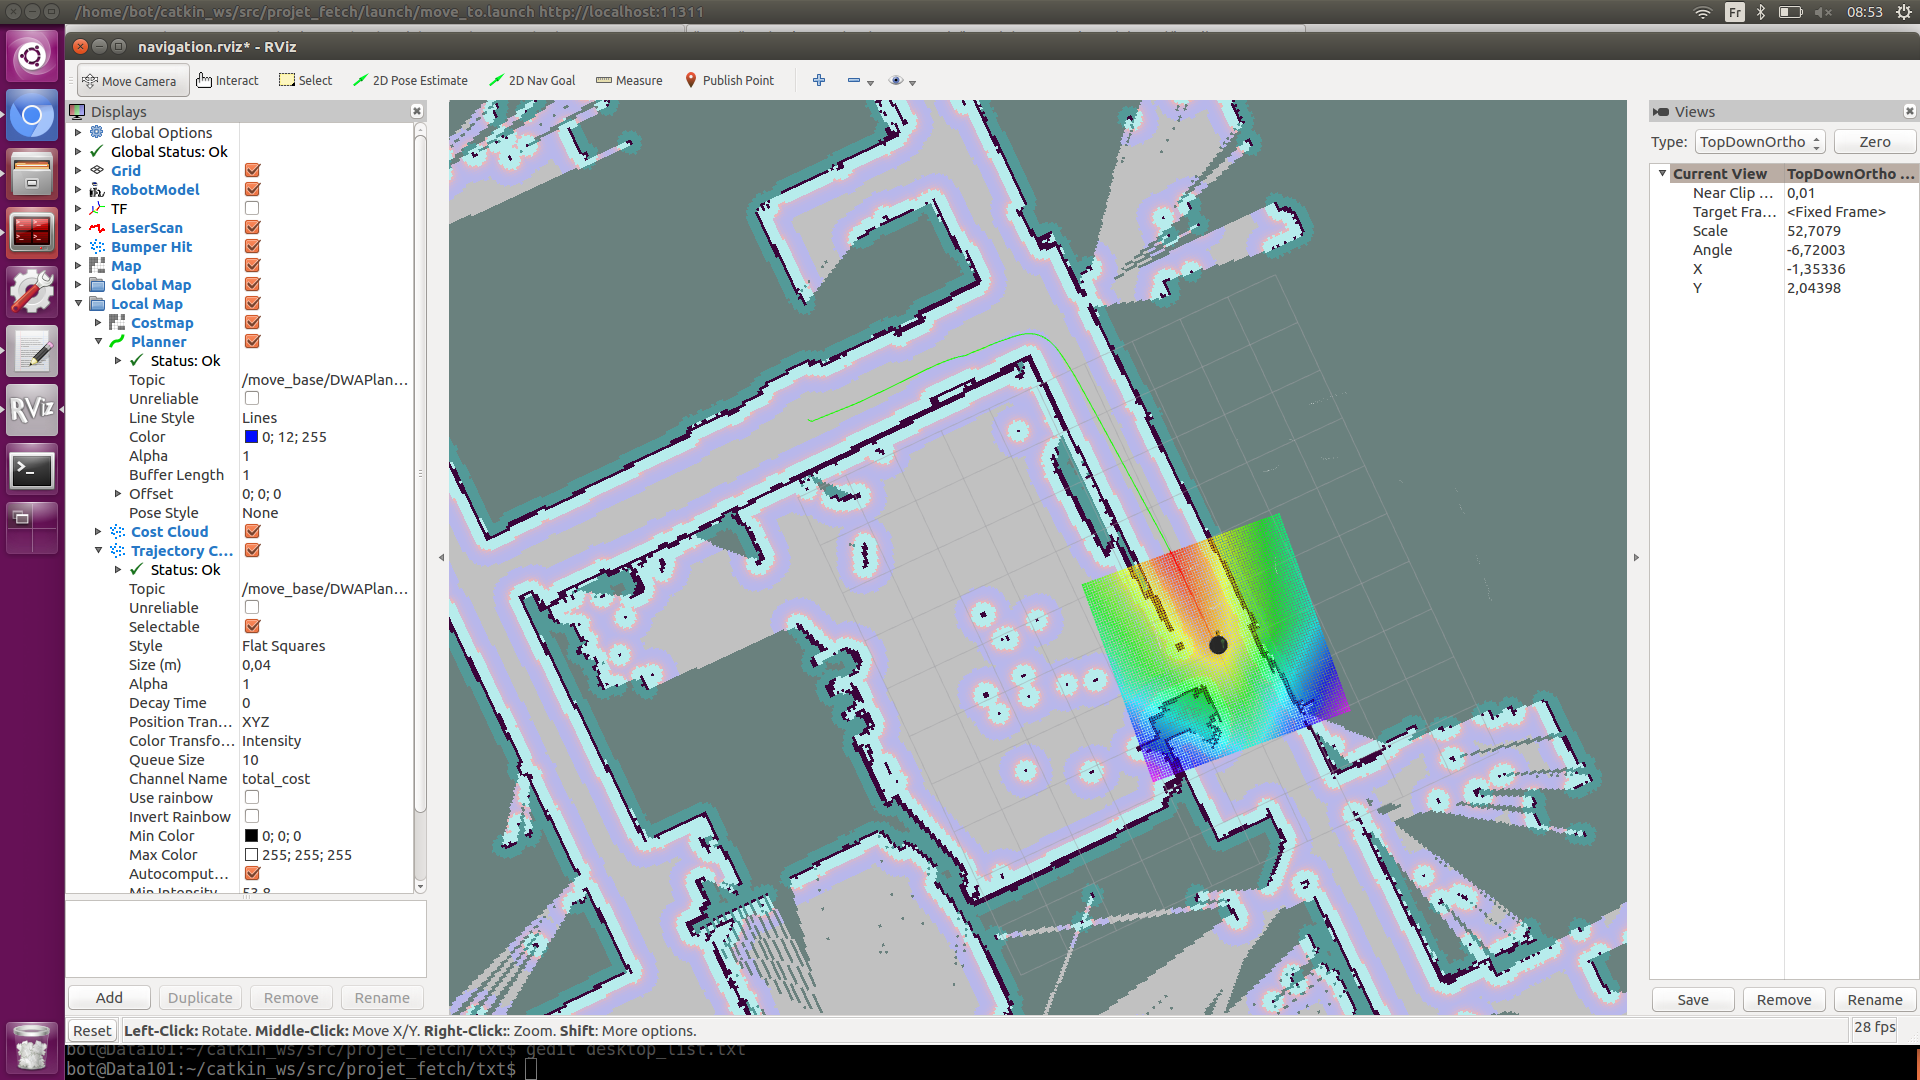 /home/bot/catkin_ws/src/projet_fetch/launch/move_to.launch http://localhost:11311
Fr
08:53
navigation.rviz* - RViz
Move Camera
Interact
Select
2D Pose Estimate
2D Nav Goal
Measure
Publish Point
Displays
Global Options
Global Status: Ok
Grid
RobotModel
TF
LaserScan
Bumper Hit
Map
Global Map
Local Map
Costmap
Planner
Status: Ok
Topic /move_base/DWAPlan...
Unreliable
Line Style Lines
Color 0; 12; 255
Alpha 1
Buffer Length 1
Offset 0; 0; 0
Pose Style None
Cost Cloud
Trajectory C...
Status: Ok
Topic /move_base/DWAPlan...
Unreliable
Selectable
Style Flat Squares
Size (m) 0,04
Alpha 1
Decay Time 0
Position Tran... XYZ
Color Transfo... Intensity
Queue Size 10
Channel Name total_cost
Use rainbow
Invert Rainbow
Min Color 0; 0; 0
Max Color 255; 255; 255
Autocomput...
Min Intensity 53,8
Add
Duplicate
Remove
Rename
Views
Type: TopDownOrtho
Zero
Current View TopDownOrtho ...
Near Clip ... 0,01
Target Fra... <Fixed Frame>
Scale 52,7079
Angle -6,72003
X -1,35336
Y 2,04398
Save
Remove
Rename
RViz
Reset
Left-Click: Rotate. Middle-Click: Move X/Y. Right-Click:: Zoom. Shift: More options.
28 fps
bot@Data101:~/catkin_ws/src/projet_fetch/txt$ gedit desktop_list.txt
bot@Data101:~/catkin_ws/src/projet_fetch/txt$